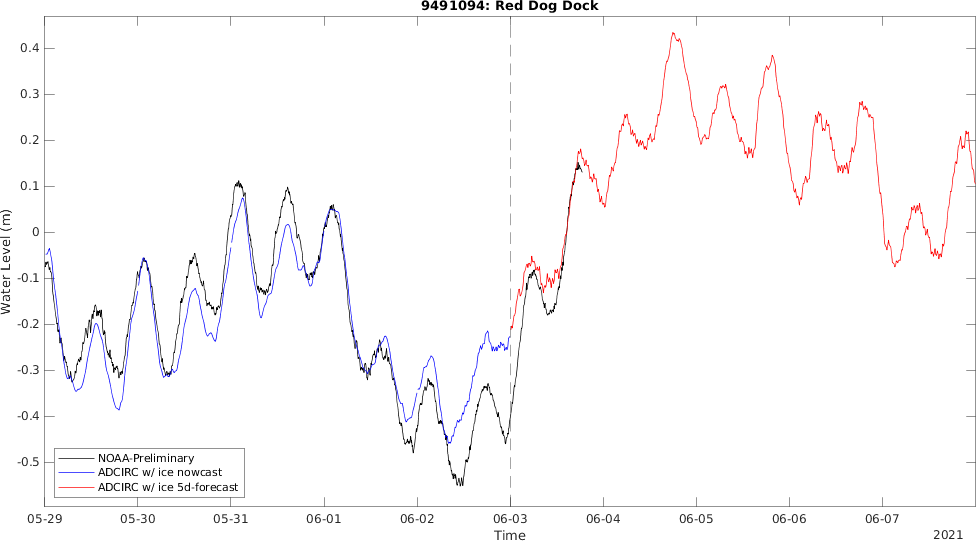 9491094: Red Dog Dock
Water Level (m)
0.4
0.3
0.2
0.1
0
-0.1
-0.2
-0.3
-0.4
-0.5
NOAA-Preliminary
ADCIRC w/ ice nowcast
ADCIRC w/ ice 5d-forecast
05-29 05-30 05-31 06-01 06-02 06-03 06-04 06-05 06-06 06-07
Time
2021